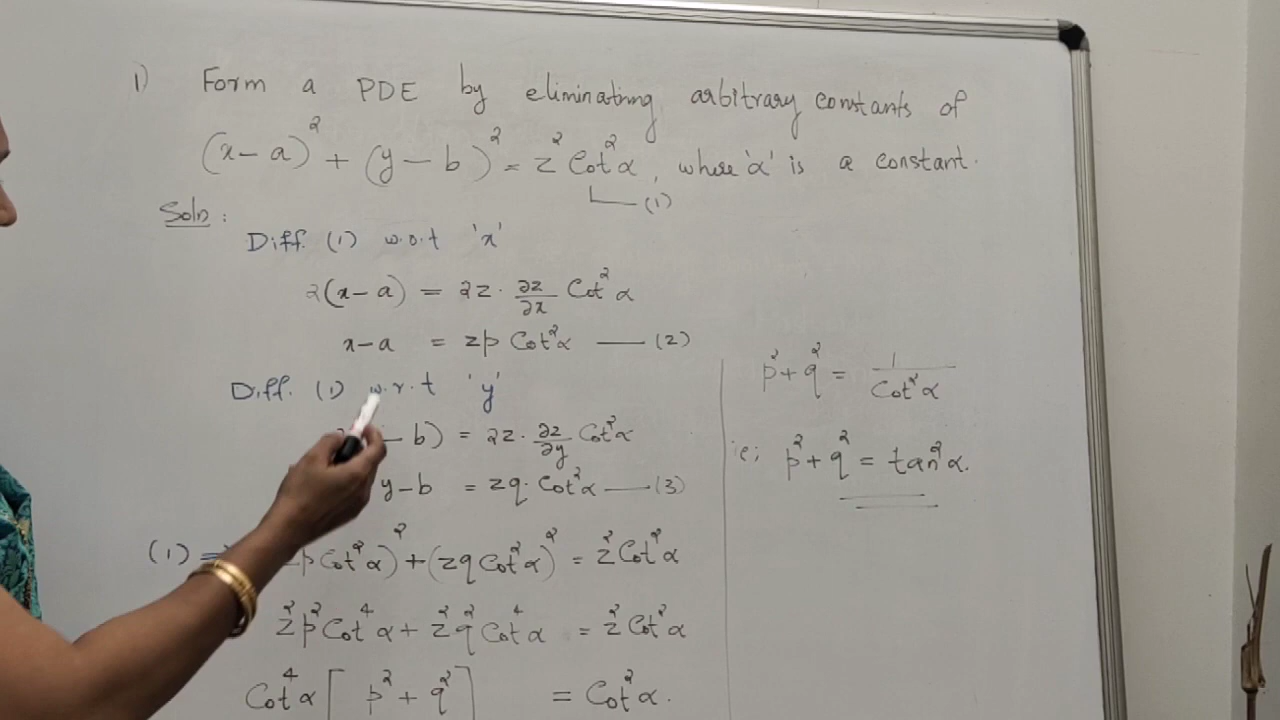 1) Form a PDE by eliminating arbitrary constants of
(x-a)² + (y-b)² = z² Cot²α, where 'α' is a constant.
(1)
Soln :
Diff. (1) w.r.t 'x'
2(x-a) = 2z · ∂z/∂x Cot²α
x-a = zp Cot²α —— (2)
Diff. (1) w.r.t 'y'
- b) = 2z · ∂z/∂y Cot²α
y-b = zq · Cot²α —— (3)
(1) ⇒ zp Cot²α)² + (zq Cot²α)² = z² Cot²α
z²p² Cot⁴α + z²q² Cot⁴α = z² Cot²α
Cot⁴α [ p² + q² ] = Cot²α.
p² + q² = 1/Cot²α
ie; p² + q² = tan²α.